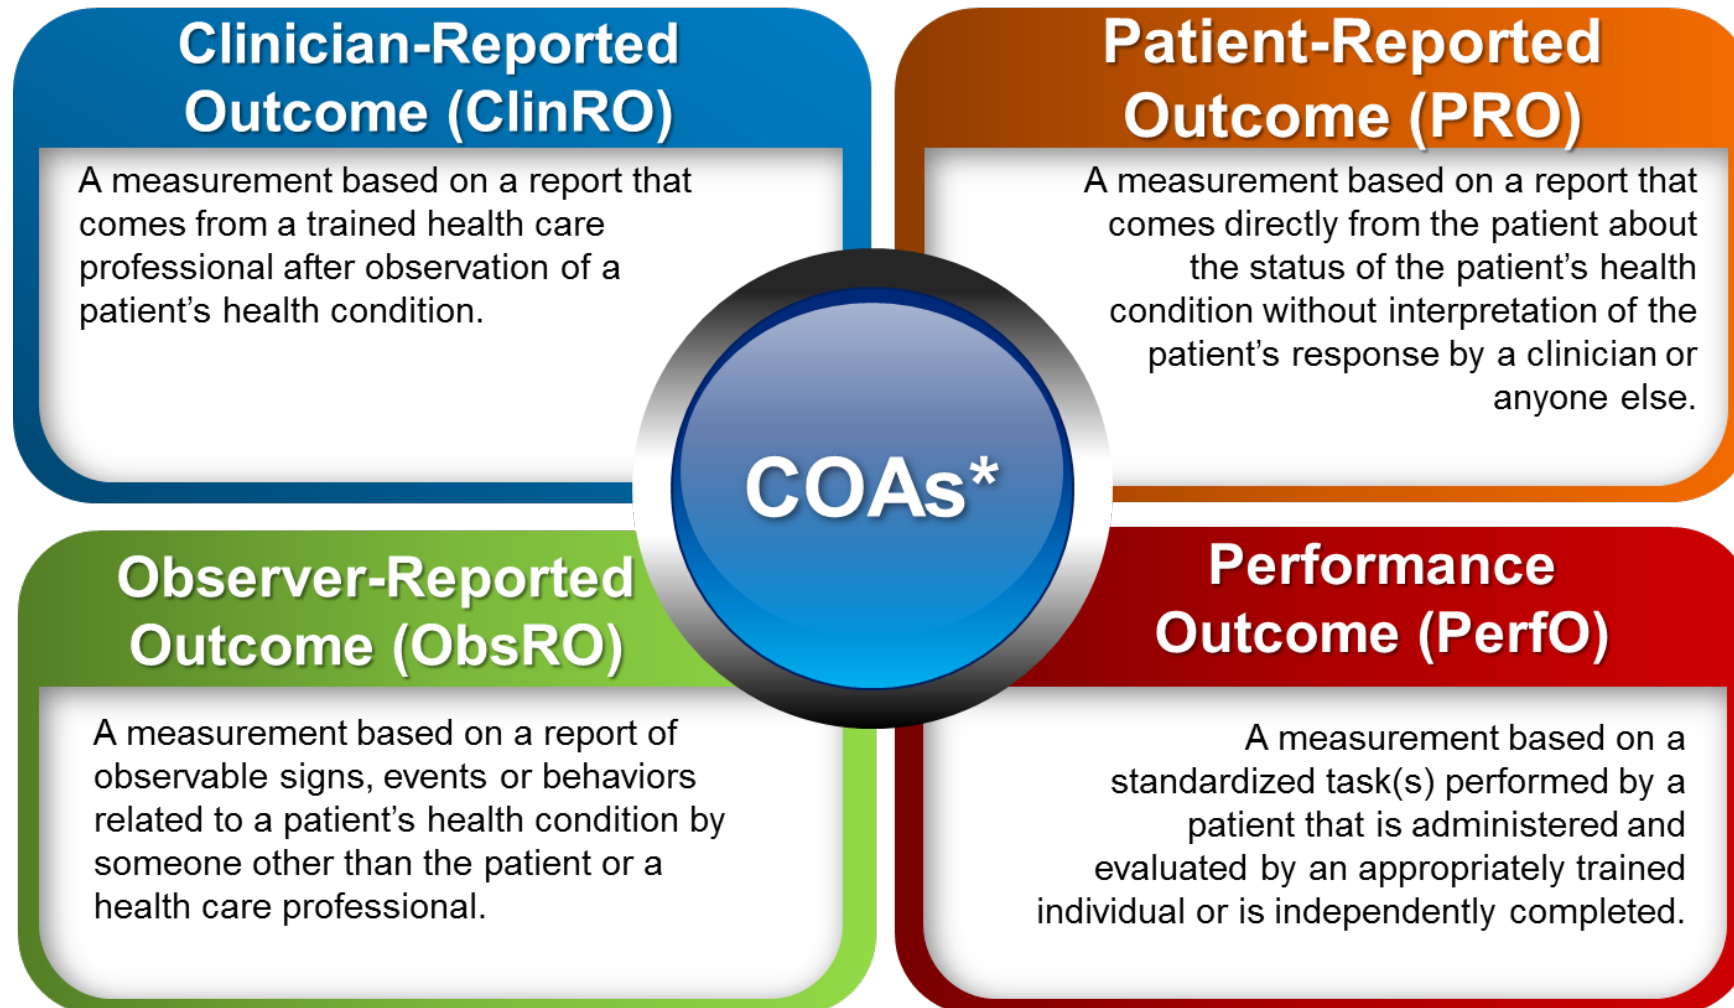 Clinician-Reported
Outcome (ClinRO)
A measurement based on a report that
comes from a trained health care
professional after observation of a
patient’s health condition.
Patient-Reported
Outcome (PRO)
A measurement based on a report that
comes directly from the patient about
the status of the patient’s health
condition without interpretation of the
patient’s response by a clinician or
anyone else.
COAs*
Observer-Reported
Outcome (ObsRO)
A measurement based on a report of
observable signs, events or behaviors
related to a patient’s health condition by
someone other than the patient or a
health care professional.
Performance
Outcome (PerfO)
A measurement based on a
standardized task(s) performed by a
patient that is administered and
evaluated by an appropriately trained
individual or is independently completed.